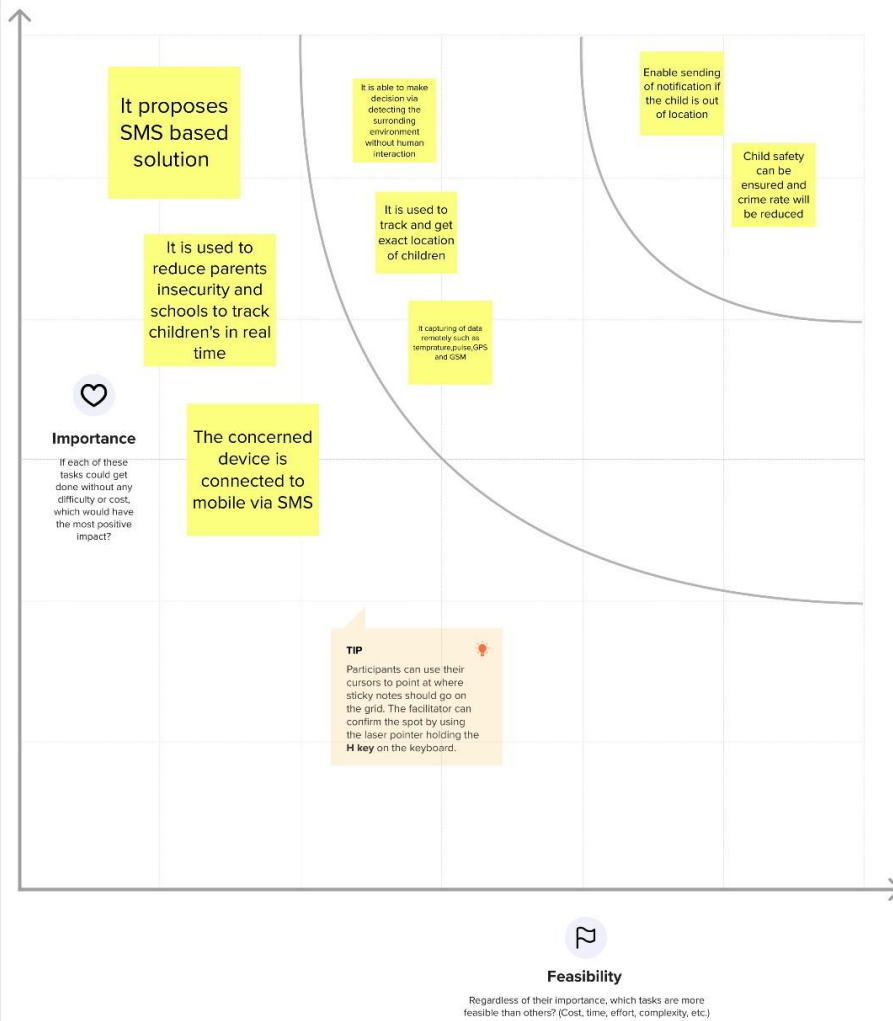 It proposes
SMS based
solution
It is able to make
decision via
detecting the
surronding
environment
without human
interaction
Enable sending
of notification if
the child is out
of location
Child safety
can be
ensured and
crime rate will
be reduced
It is used to
track and get
exact location
of children
It is used to
reduce parents
insecurity and
schools to track
children's in real
time
It capturing of data
remotely such as
temprature,pulse,GPS
and GSM
Importance
If each of these
tasks could get
done without any
difficulty or cost,
which would have
the most positive
impact?
The concerned
device is
connected to
mobile via SMS
TIP
Participants can use their
cursors to point at where
sticky notes should go on
the grid. The facilitator can
confirm the spot by using
the laser pointer holding the
H key on the keyboard.
Feasibility
Regardless of their importance, which tasks are more
feasible than others? (Cost, time, effort, complexity, etc.)